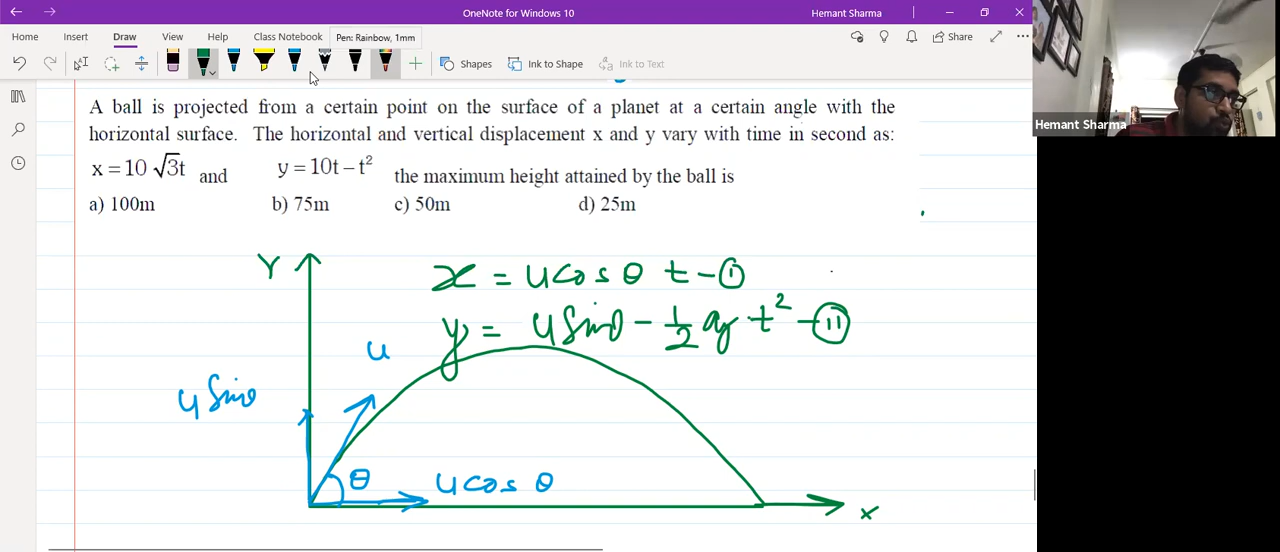 OneNote for Windows 10
Hemant Sharma
Home Insert Draw View Help Class Notebook Pen: Rainbow, 1mm Share
Shapes Ink to Shape Ink to Text
A ball is projected from a certain point on the surface of a planet at a certain angle with the
horizontal surface. The horizontal and vertical displacement x and y vary with time in second as:
x = 10 √3t and y = 10t – t² the maximum height attained by the ball is
a) 100m b) 75m c) 50m d) 25m
Y
x = u cos θ t – ①
y = u sinθ – 1/2 g t² – ⑪
u
u sinθ
θ
u cos θ
x
Hemant Sharma